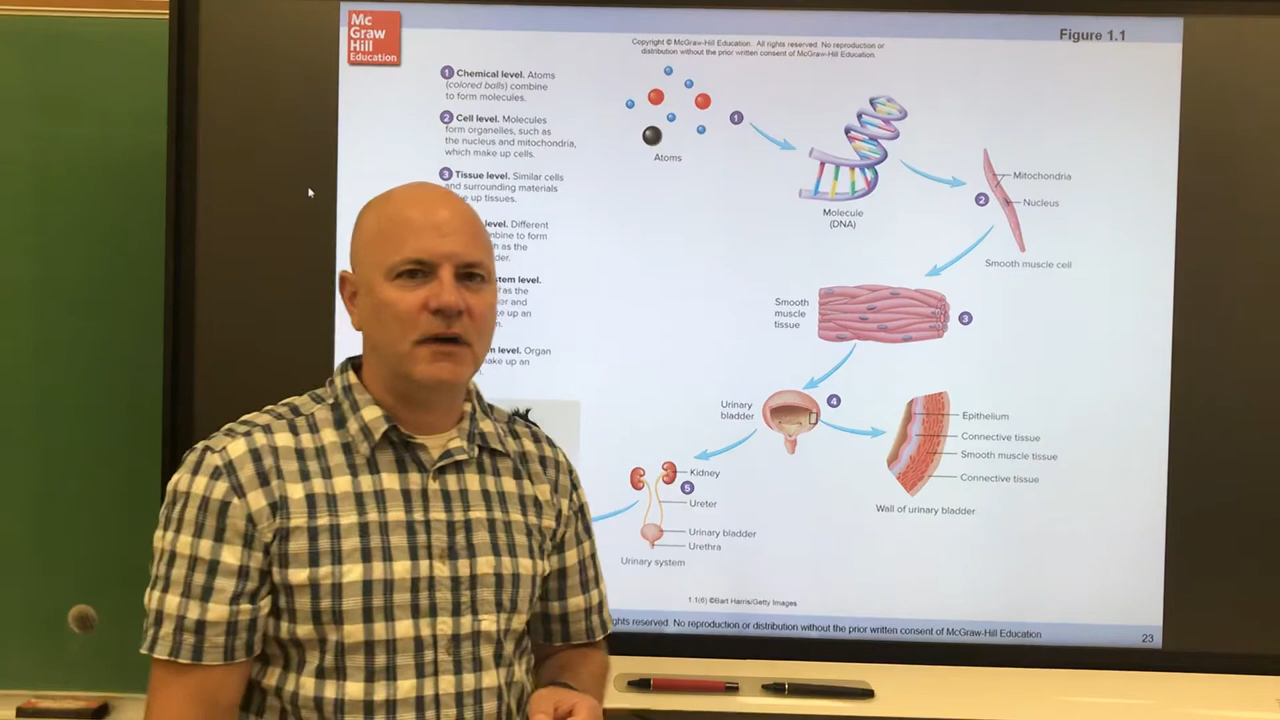 Mc
Graw
Hill
Education
Copyright © McGraw-Hill Education. All rights reserved. No reproduction or
distribution without the prior written consent of McGraw-Hill Education.
Figure 1.1
1 Chemical level. Atoms
(colored balls) combine
to form molecules.
2 Cell level. Molecules
form organelles, such as
the nucleus and mitochondria,
which make up cells.
3 Tissue level. Similar cells
and surrounding materials
up tissues.
level. Different
to form
as the
level.
as the
and
up an
level. Organ
up an
Atoms
1
Molecule
(DNA)
2
Mitochondria
Nucleus
Smooth muscle cell
Smooth
muscle
tissue
3
Urinary
bladder
4
Epithelium
Connective tissue
Smooth muscle tissue
Connective tissue
Wall of urinary bladder
Kidney
5
Ureter
Urinary bladder
Urethra
Urinary system
1.1(6) ©Bart Harris/Getty Images
reserved. No reproduction or distribution without the prior written consent of McGraw-Hill Education
23